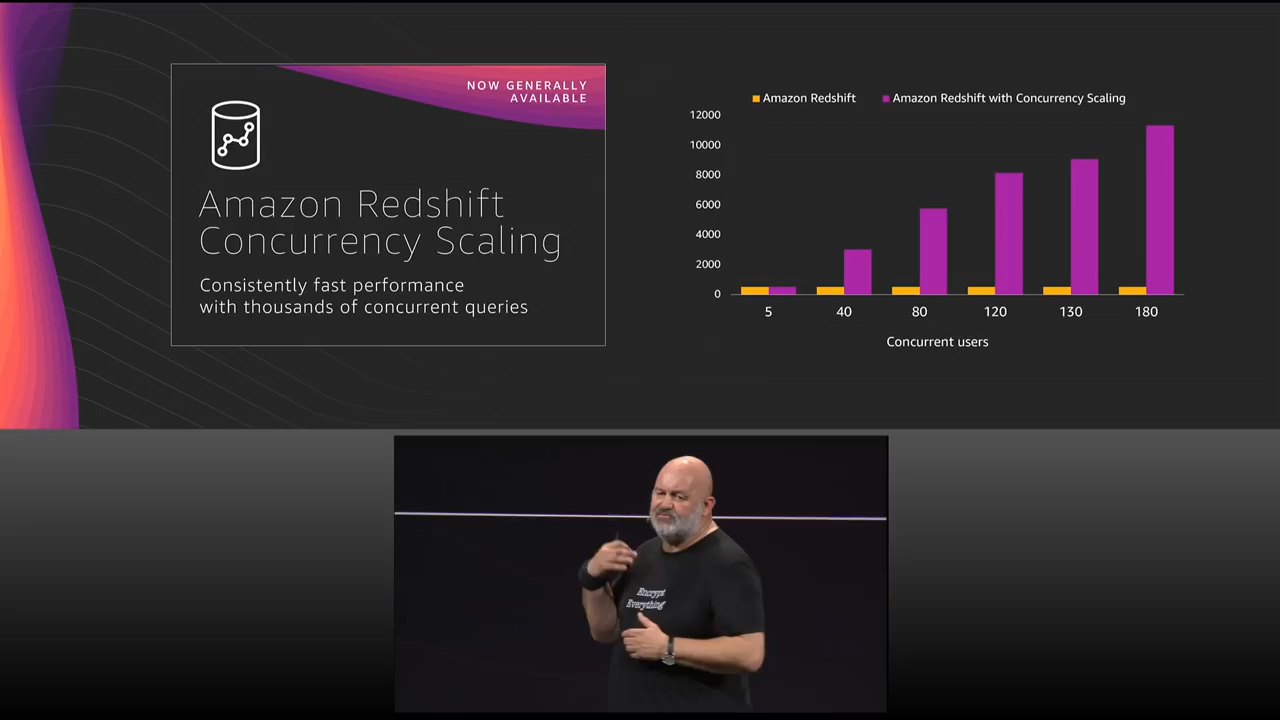 NOW GENERALLY
AVAILABLE
Amazon Redshift
Concurrency Scaling
Consistently fast performance
with thousands of concurrent queries
Amazon Redshift
Amazon Redshift with Concurrency Scaling
12000
10000
8000
6000
4000
2000
0
5 40 80 120 130 180
Concurrent users
Encrypt
Everything